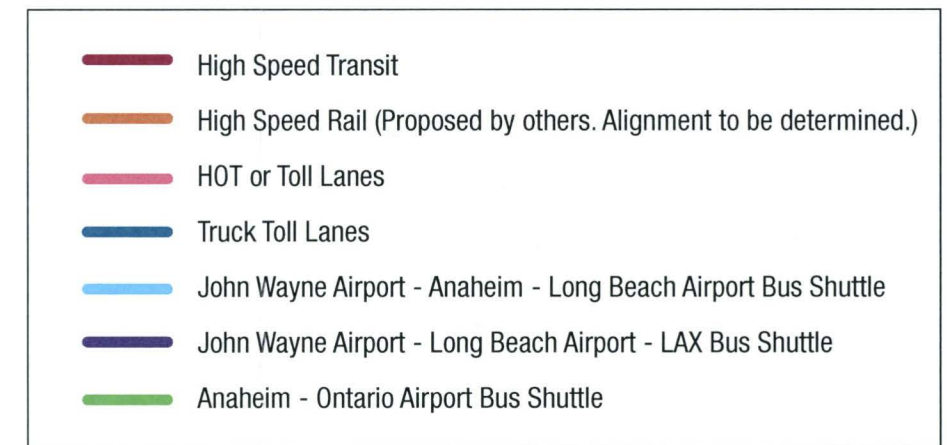 High Speed Transit
High Speed Rail (Proposed by others. Alignment to be determined.)
HOT or Toll Lanes
Truck Toll Lanes
John Wayne Airport - Anaheim - Long Beach Airport Bus Shuttle
John Wayne Airport - Long Beach Airport - LAX Bus Shuttle
Anaheim - Ontario Airport Bus Shuttle